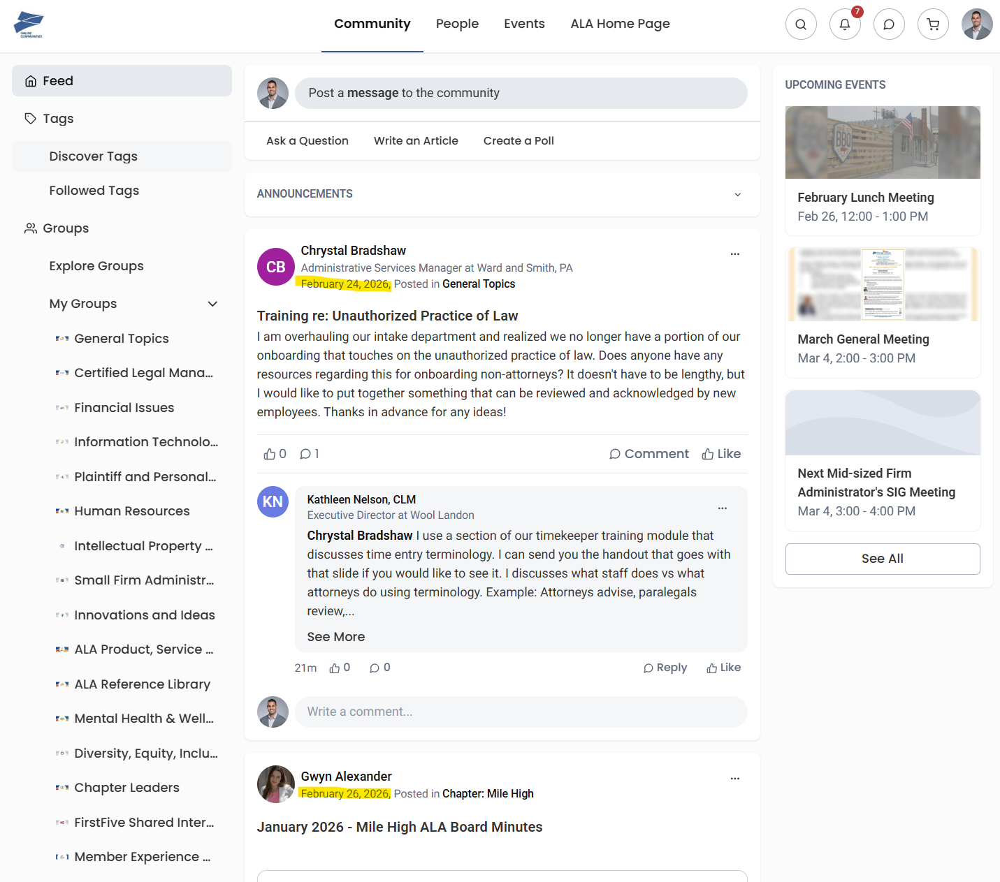 ONLINE
COMMUNITIES
Community
People
Events
ALA Home Page
7
Feed
Tags
Discover Tags
Followed Tags
Groups
Explore Groups
My Groups
General Topics
Certified Legal Mana...
Financial Issues
Information Technolo...
Plaintiff and Personal...
Human Resources
Intellectual Property ...
Small Firm Administr...
Innovations and Ideas
ALA Product, Service ...
ALA Reference Library
Mental Health & Well...
Diversity, Equity, Inclu...
Chapter Leaders
FirstFive Shared Inter...
Member Experience ...
Post a message to the community
Ask a Question
Write an Article
Create a Poll
ANNOUNCEMENTS
CB
Chrystal Bradshaw
Administrative Services Manager at Ward and Smith, PA
February 24, 2026, Posted in General Topics
Training re: Unauthorized Practice of Law
I am overhauling our intake department and realized we no longer have a portion of our
onboarding that touches on the unauthorized practice of law. Does anyone have any
resources regarding this for onboarding non-attorneys? It doesn't have to be lengthy, but
I would like to put together something that can be reviewed and acknowledged by new
employees. Thanks in advance for any ideas!
0
1
Comment
Like
KN
Kathleen Nelson, CLM
Executive Director at Wool Landon
Chrystal Bradshaw I use a section of our timekeeper training module that
discusses time entry terminology. I can send you the handout that goes with
that slide if you would like to see it. I discusses what staff does vs what
attorneys do using terminology. Example: Attorneys advise, paralegals
review,...
See More
21m
0
0
Reply
Like
Write a comment...
Gwyn Alexander
February 26, 2026, Posted in Chapter: Mile High
January 2026 - Mile High ALA Board Minutes
UPCOMING EVENTS
BBQ
February Lunch Meeting
Feb 26, 12:00 - 1:00 PM
March General Meeting
Mar 4, 2:00 - 3:00 PM
Next Mid-sized Firm
Administrator's SIG Meeting
Mar 4, 3:00 - 4:00 PM
See All